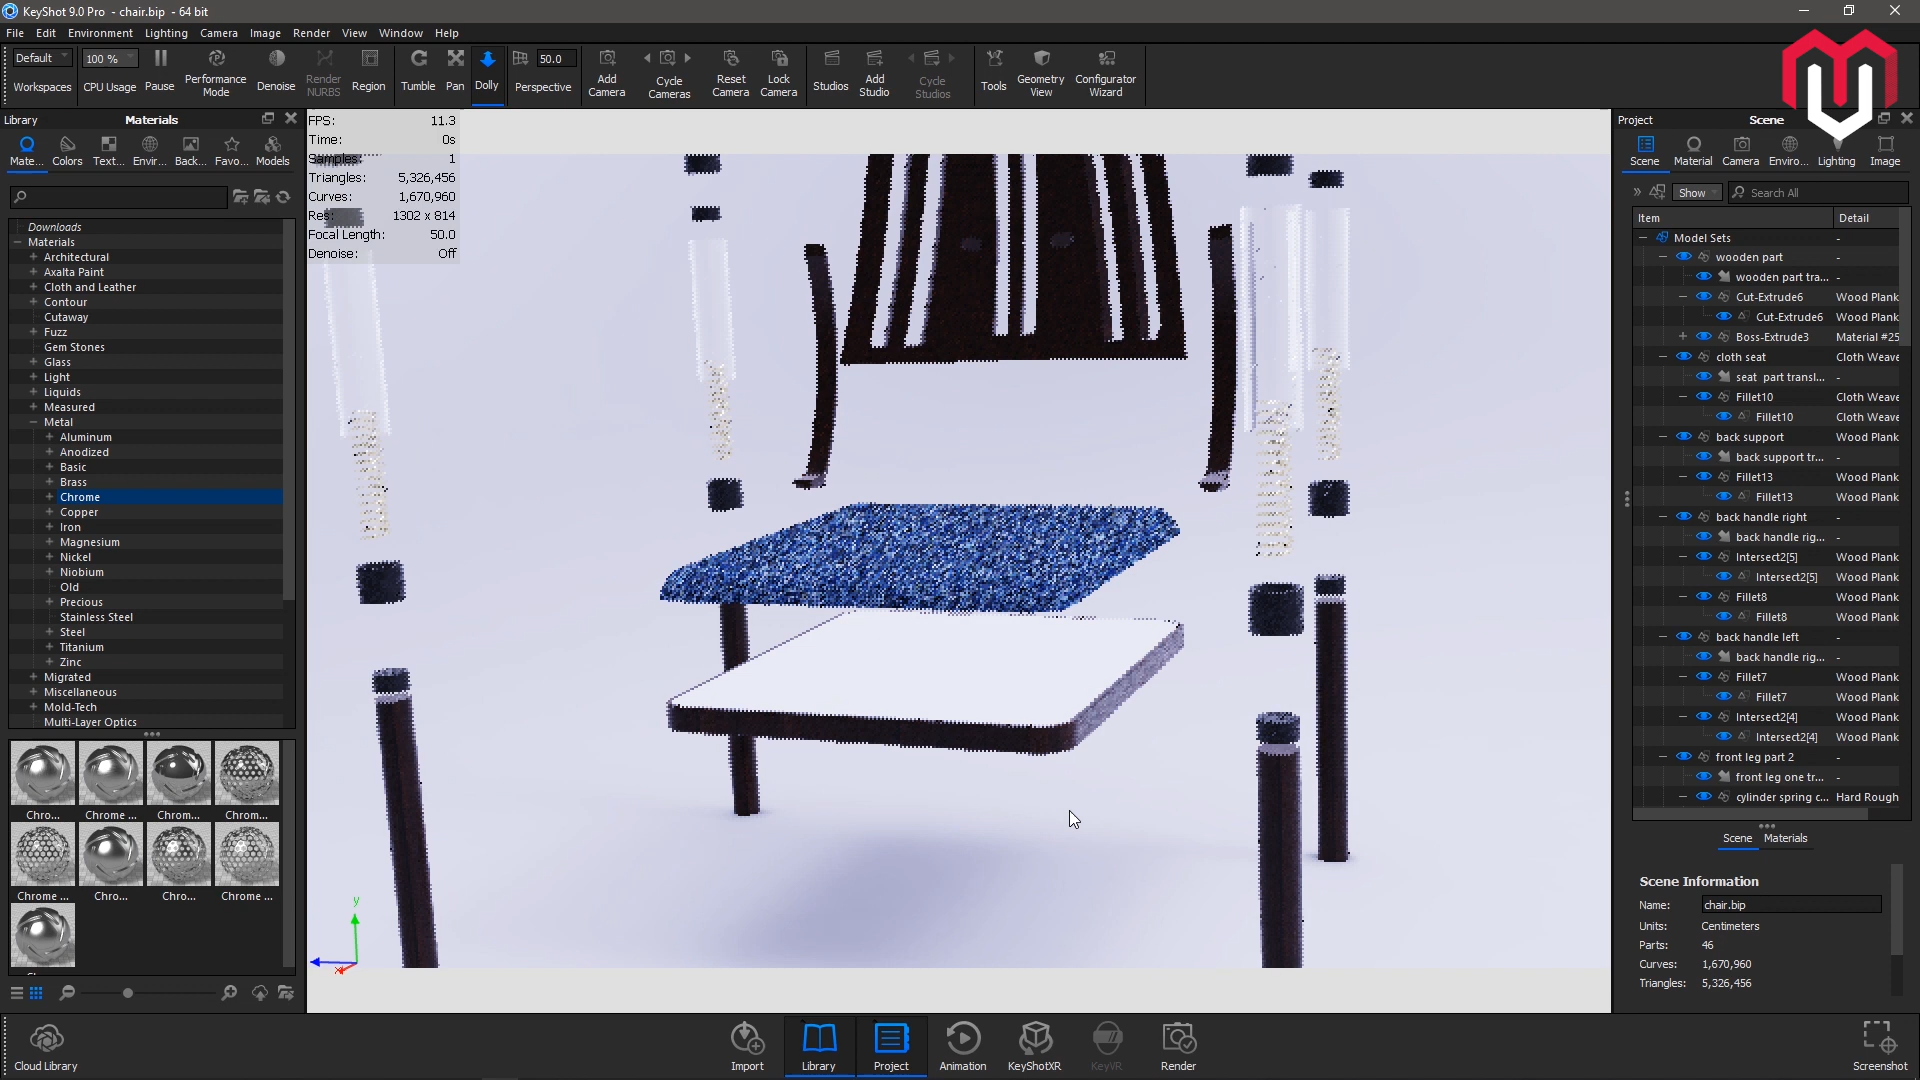 KeyShot 9.0 Pro - chair.bip - 64 bit
File Edit Environment Lighting Camera Image Render View Window Help
Default 100 % 50.0
Workspaces CPU Usage Pause Performance Mode Denoise Render NURBS Region Tumble Pan Dolly Perspective Add Camera Cycle Cameras Reset Camera Lock Camera Studios Add Studio Cycle Studios Tools Geometry View Configurator Wizard
Library Materials
Mate... Colors Text... Envir... Back... Favo... Models
Downloads
Materials
Architectural
Axalta Paint
Cloth and Leather
Contour
Cutaway
Fuzz
Gem Stones
Glass
Light
Liquids
Measured
Metal
Aluminum
Anodized
Basic
Brass
Chrome
Copper
Iron
Magnesium
Nickel
Niobium
Old
Precious
Stainless Steel
Steel
Titanium
Zinc
Migrated
Miscellaneous
Mold-Tech
Multi-Layer Optics
Chro... Chrome ... Chrom... Chrom...
Chrome ... Chro... Chro... Chrome ...
FPS: 11.3
Time: 0s
Samples: 1
Triangles: 5,326,456
Curves: 1,670,960
Res: 1302 x 814
Focal Length: 50.0
Denoise: Off
y
x
Project Scene
Scene Material Camera Enviro... Lighting Image
Show Search All
Item Detail
Model Sets -
wooden part -
wooden part tra... -
Cut-Extrude6 Wood Plank
Cut-Extrude6 Wood Plank
Boss-Extrude3 Material #25
cloth seat Cloth Weave
seat part transl... -
Fillet10 Cloth Weave
Fillet10 Cloth Weave
back support Wood Plank
back support tr... -
Fillet13 Wood Plank
Fillet13 Wood Plank
back handle right -
back handle rig... -
Intersect2[5] Wood Plank
Intersect2[5] Wood Plank
Fillet8 Wood Plank
Fillet8 Wood Plank
back handle left -
back handle rig... -
Fillet7 Wood Plank
Fillet7 Wood Plank
Intersect2[4] Wood Plank
Intersect2[4] Wood Plank
front leg part 2 -
front leg one tr... -
cylinder spring c... Hard Rough
Scene Materials
Scene Information
Name: chair.bip
Units: Centimeters
Parts: 46
Curves: 1,670,960
Triangles: 5,326,456
Cloud Library Import Library Project Animation KeyShotXR KeyVR Render Screenshot